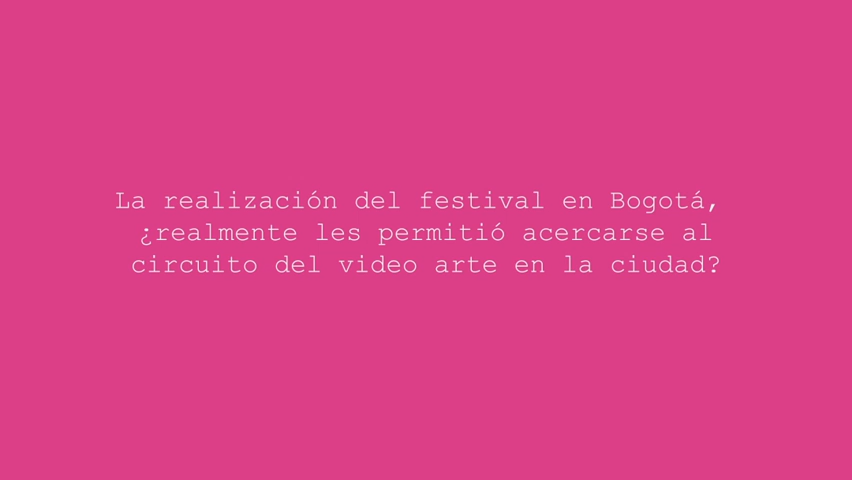 La realización del festival en Bogotá,
¿realmente les permitió acercarse al
circuito del video arte en la ciudad?